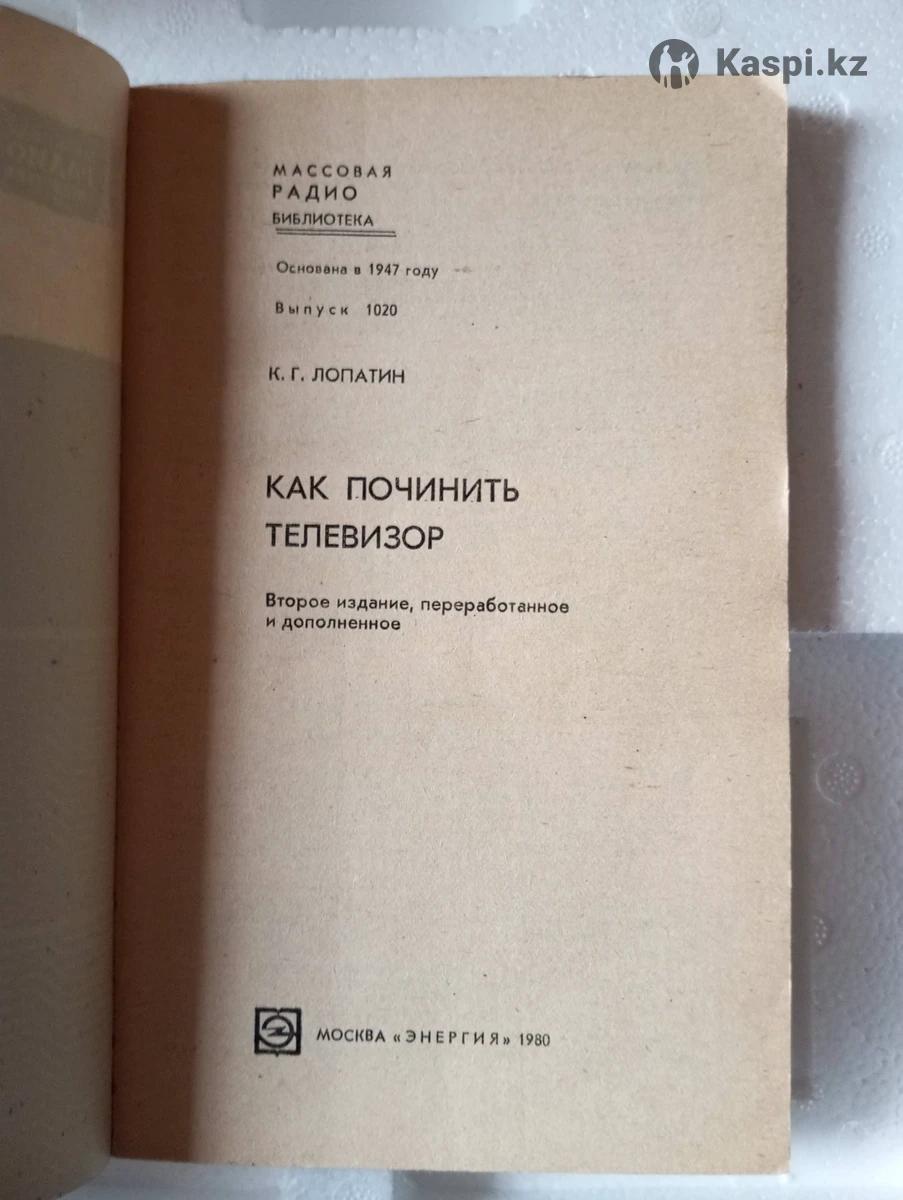 Kaspi.kz
МАССОВАЯ
РАДИО
БИБЛИОТЕКА
Основана в 1947 году
Выпуск 1020
К. Г. ЛОПАТИН
КАК ПОЧИНИТЬ
ТЕЛЕВИЗОР
Второе издание, переработанное
и дополненное
МОСКВА «ЭНЕРГИЯ» 1980